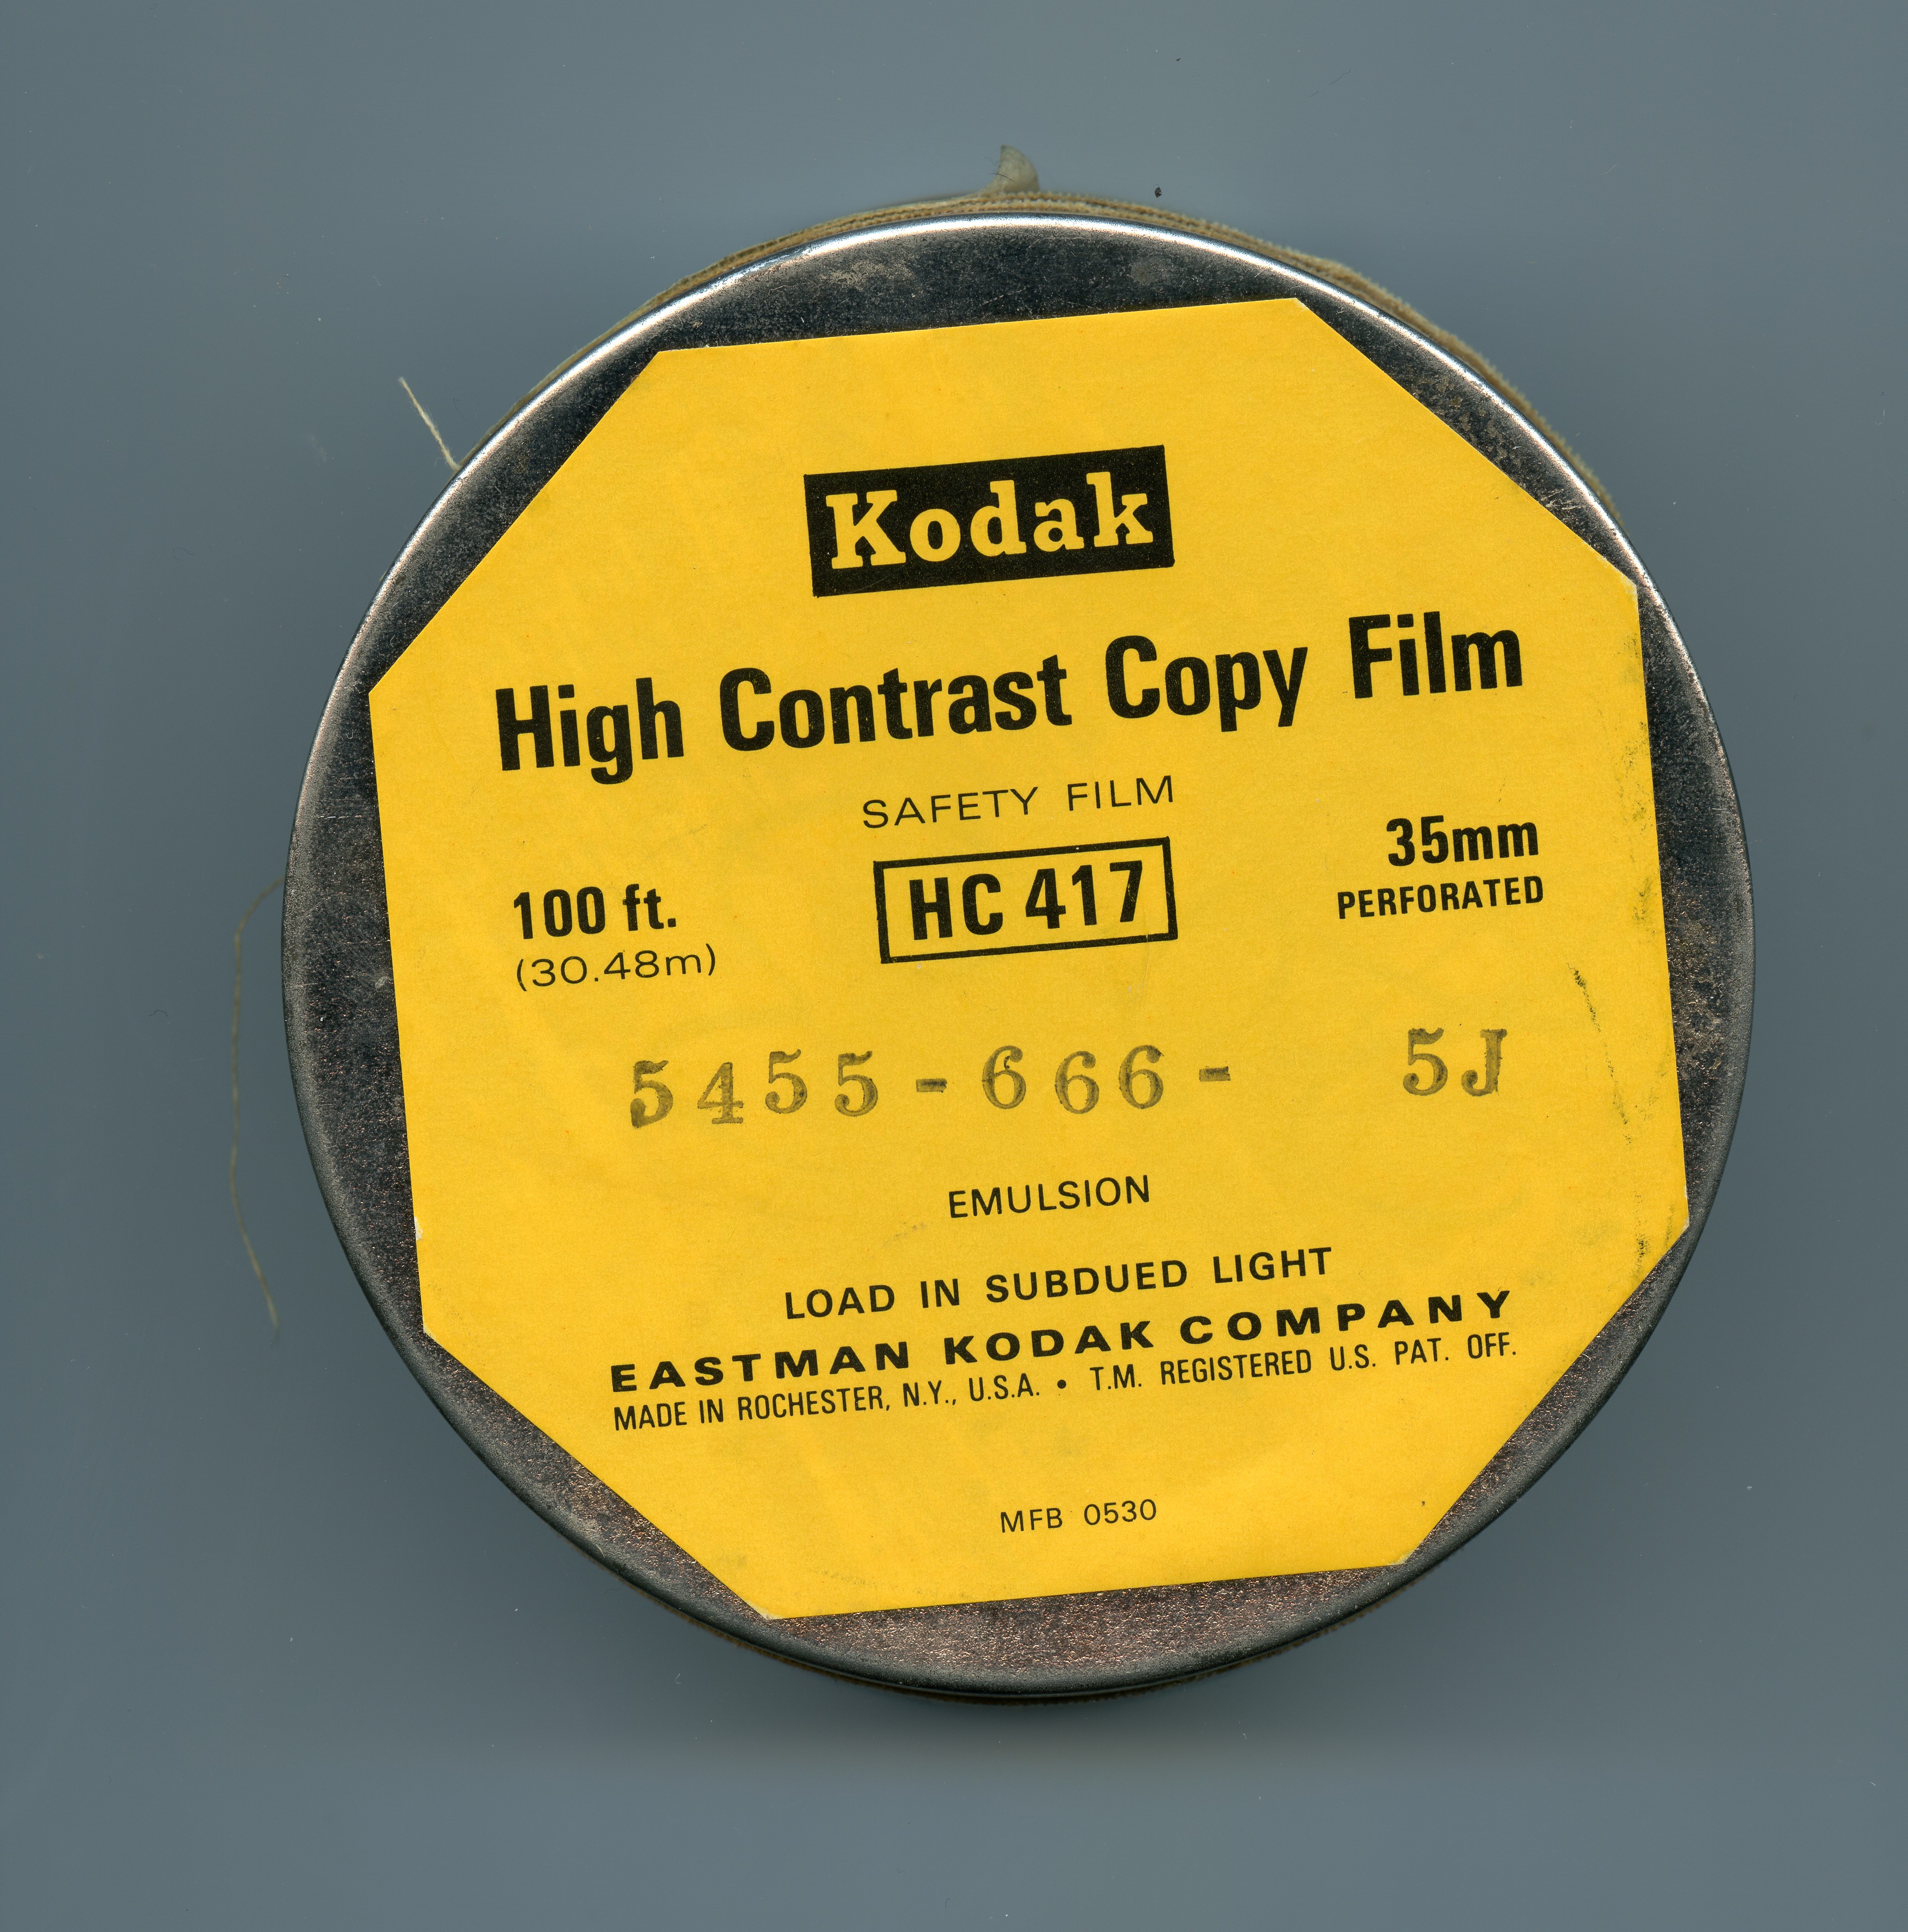 Kodak
High Contrast Copy Film
SAFETY FILM
100 ft.
(30.48m)
HC 417
35mm
PERFORATED
5455-666- 5J
EMULSION
LOAD IN SUBDUED LIGHT
EASTMAN KODAK COMPANY
MADE IN ROCHESTER, N.Y., U.S.A. • T.M. REGISTERED U.S. PAT. OFF.
MFB 0530